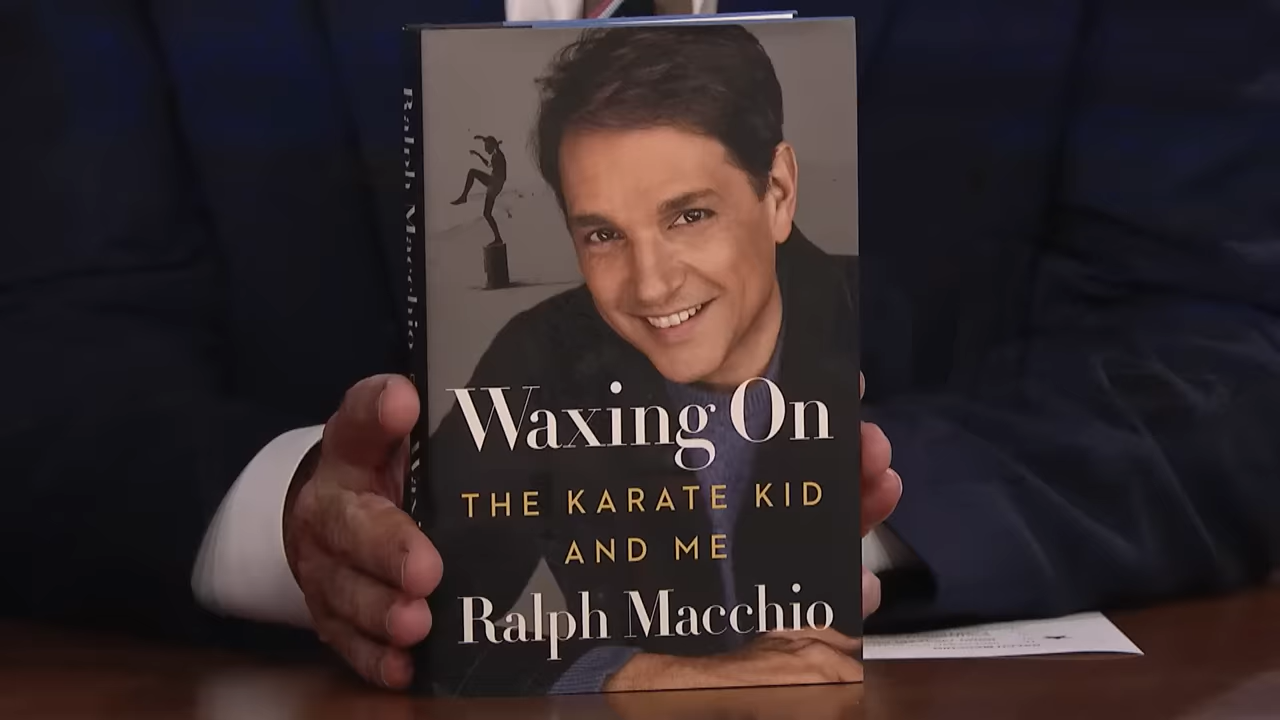 Ralph Macchio
Waxing On
THE KARATE KID
AND ME
Ralph Macchio